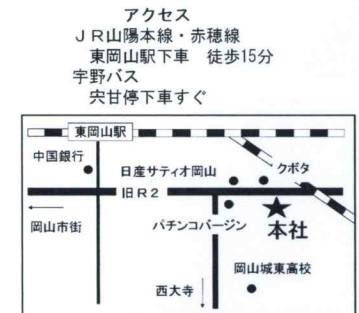 アクセス
ＪＲ山陽本線・赤穂線
東岡山駅下車　徒歩15分
宇野バス
宍甘停下車すぐ
東岡山駅
中国銀行
日産サティオ岡山
クボタ
旧Ｒ２
岡山市街
パチンコバージン
本社
岡山城東高校
西大寺